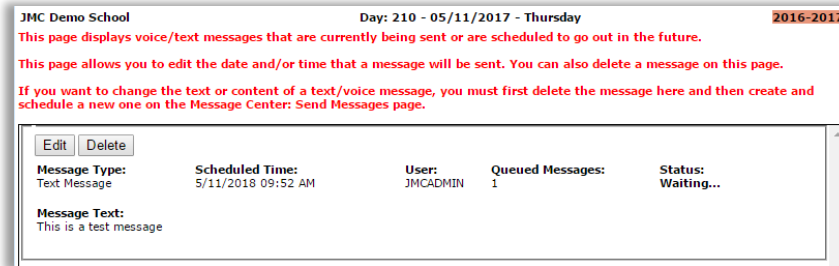 JMC Demo School Day: 210 - 05/11/2017 - Thursday 2016-2017
This page displays voice/text messages that are currently being sent or are scheduled to go out in the future.
This page allows you to edit the date and/or time that a message will be sent. You can also delete a message on this page.
If you want to change the text or content of a text/voice message, you must first delete the message here and then create and
schedule a new one on the Message Center: Send Messages page.
Edit Delete
Message Type: Scheduled Time: User: Queued Messages: Status:
Text Message 5/11/2018 09:52 AM JMCADMIN 1 Waiting...
Message Text:
This is a test message